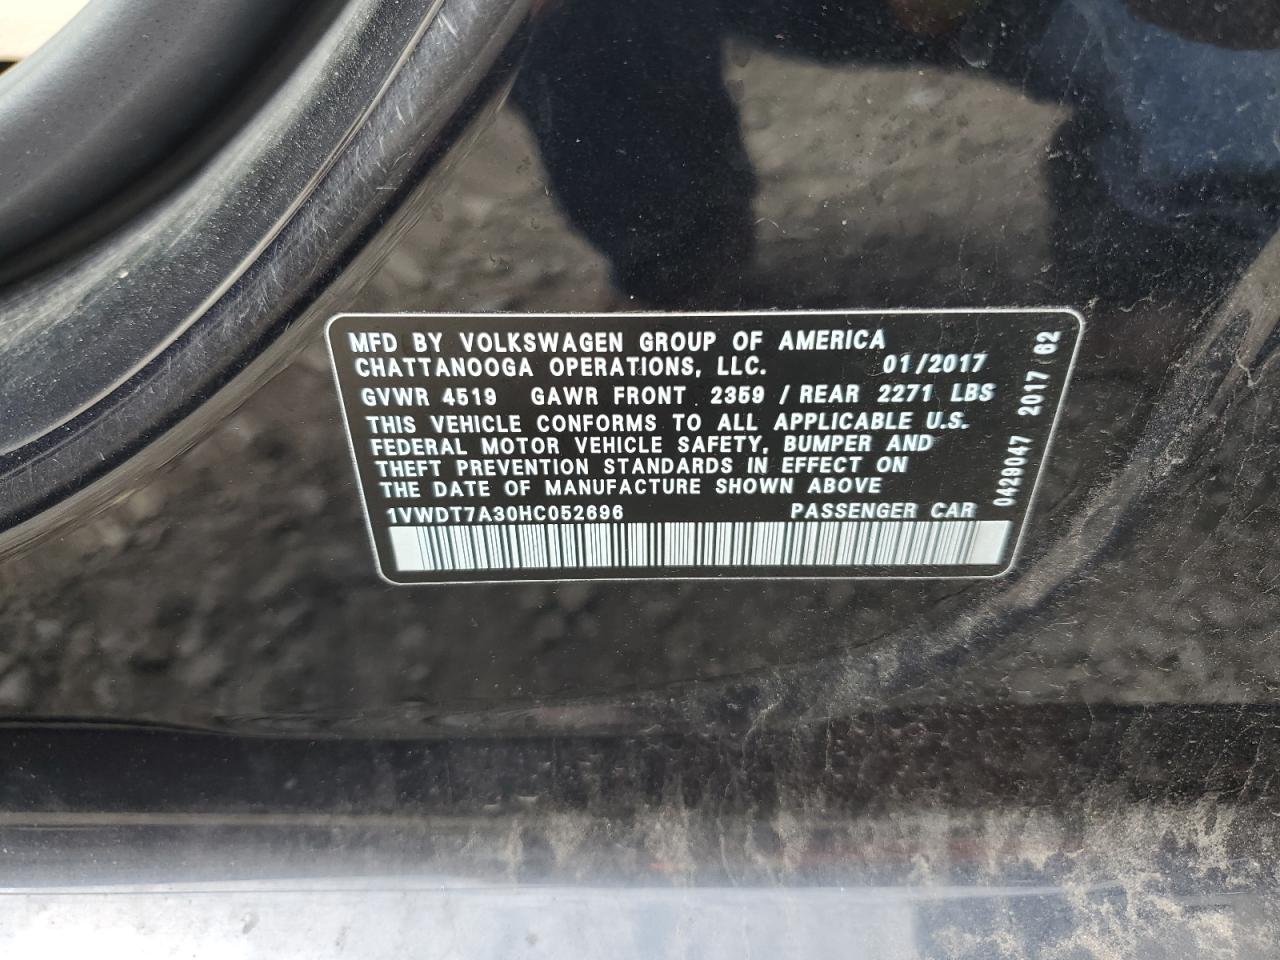 MFD BY VOLKSWAGEN GROUP OF AMERICA
CHATTANOOGA OPERATIONS, LLC. 01/2017
GVWR 4519 GAWR FRONT 2359 / REAR 2271 LBS
THIS VEHICLE CONFORMS TO ALL APPLICABLE U.S.
FEDERAL MOTOR VEHICLE SAFETY, BUMPER AND
THEFT PREVENTION STANDARDS IN EFFECT ON
THE DATE OF MANUFACTURE SHOWN ABOVE
1VWDT7A30HC052696 PASSENGER CAR
0429047 2017 62